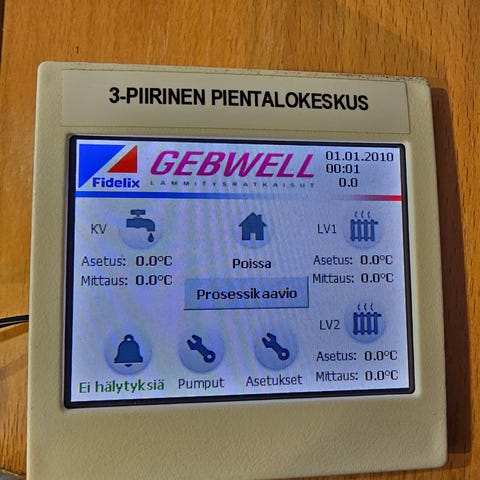 3-PIIRINEN PIENTALOKESKUS
Fidelix
GEBWELL
LÄMMITYSRATKAISUT
01.01.2010
00:01
0.0
KV
Asetus: 0.0°C
Mittaus: 0.0°C
Poissa
LV1
Asetus: 0.0°C
Mittaus: 0.0°C
Prosessikaavio
LV2
Asetus: 0.0°C
Mittaus: 0.0°C
Ei hälytyksiä
Pumput
Asetukset